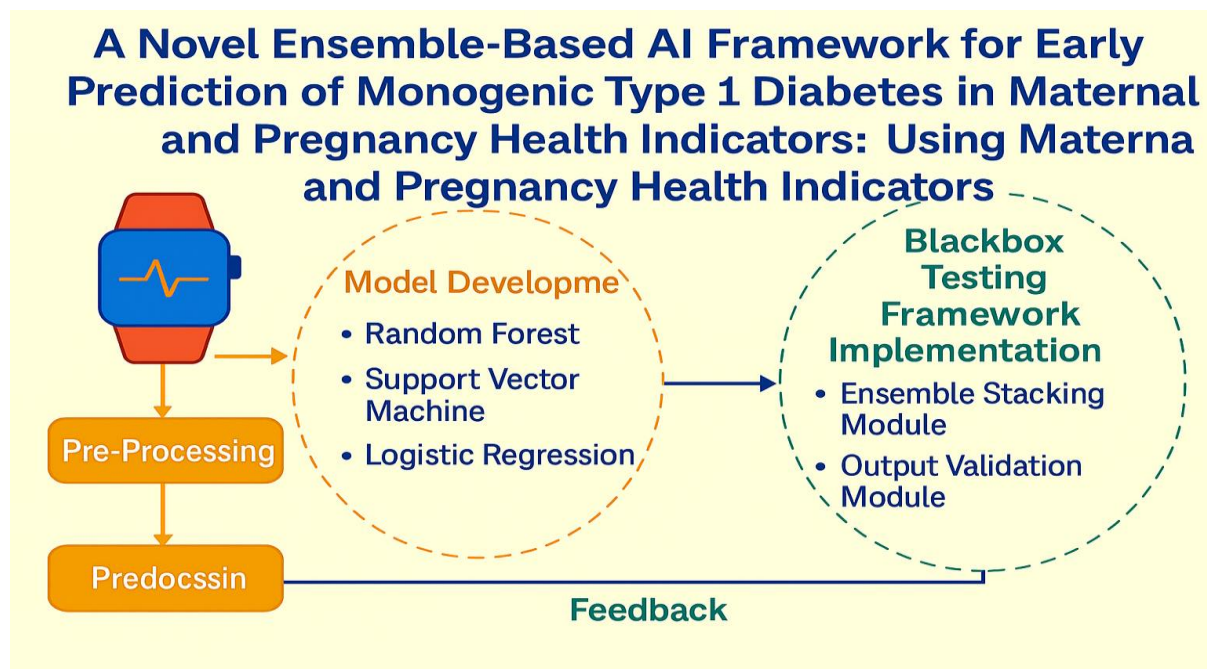 A Novel Ensemble-Based AI Framework for Early
Prediction of Monogenic Type 1 Diabetes in Maternal
and Pregnancy Health Indicators: Using Materna
and Pregnancy Health Indicators
Model Developme
• Random Forest
• Support Vector
Machine
• Logistic Regression
Blackbox
Testing
Framework
Implementation
• Ensemble Stacking
Module
• Output Validation
Module
Pre-Processing
Predocssin
Feedback